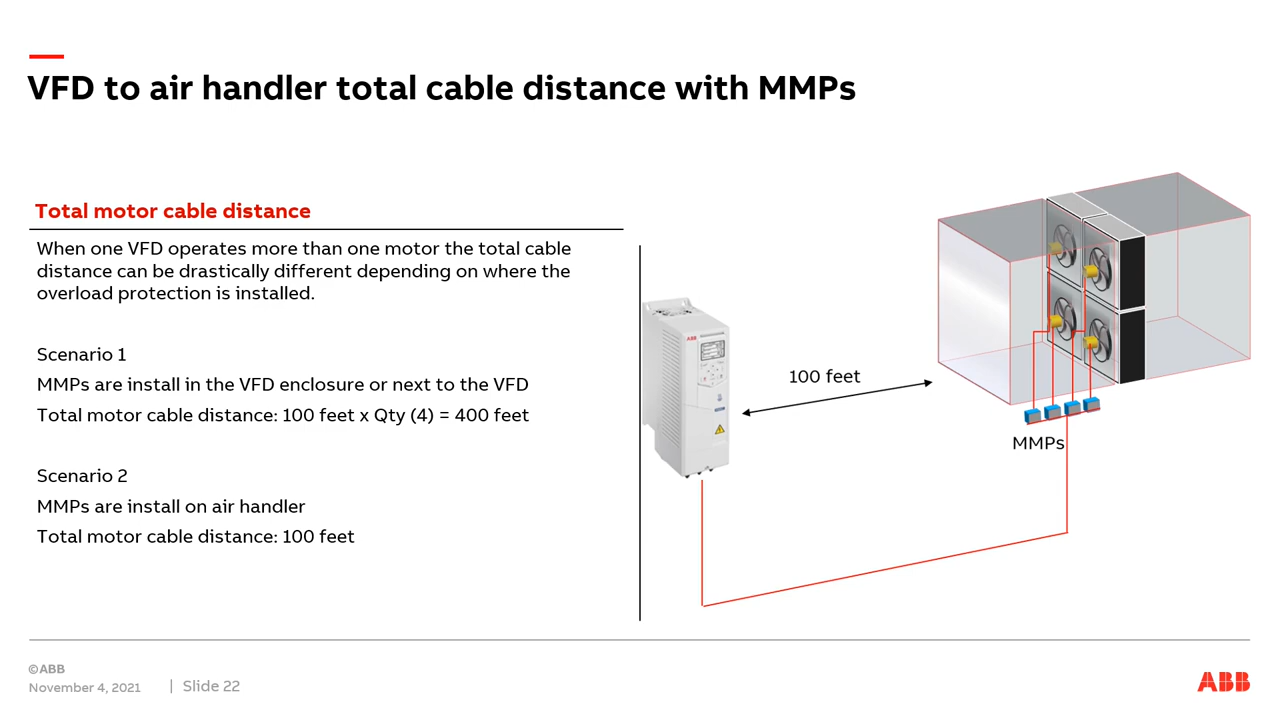 VFD to air handler total cable distance with MMPs
Total motor cable distance
When one VFD operates more than one motor the total cable
distance can be drastically different depending on where the
overload protection is installed.
Scenario 1
MMPs are install in the VFD enclosure or next to the VFD
Total motor cable distance: 100 feet x Qty (4) = 400 feet
Scenario 2
MMPs are install on air handler
Total motor cable distance: 100 feet
ABB
100 feet
MMPs
©ABB
November 4, 2021
| Slide 22
ABB